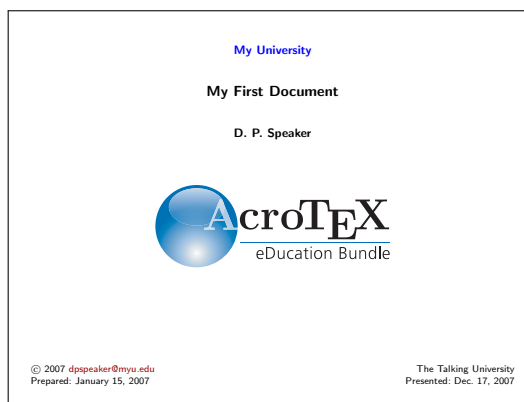 My University
My First Document
D. P. Speaker
AcroTEX
eDucation Bundle
© 2007 dpspeaker@myu.edu
The Talking University
Prepared: January 15, 2007
Presented: Dec. 17, 2007